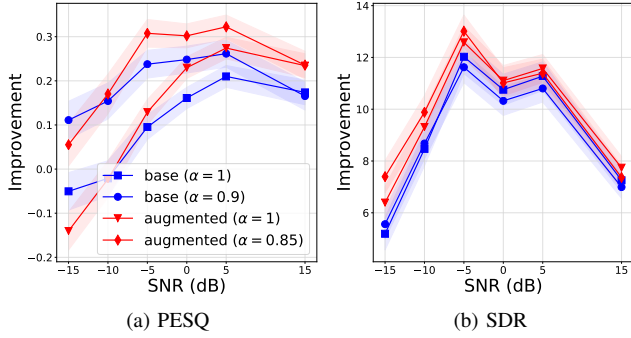 0.3
0.2
0.1
0.0
−0.1
−0.2
Improvement
−15 −10 −5 0 5 15
SNR (dB)
base (α = 1)
base (α = 0.9)
augmented (α = 1)
augmented (α = 0.85)
(a) PESQ
14
12
10
8
6
Improvement
−15 −10 −5 0 5 15
SNR (dB)
(b) SDR